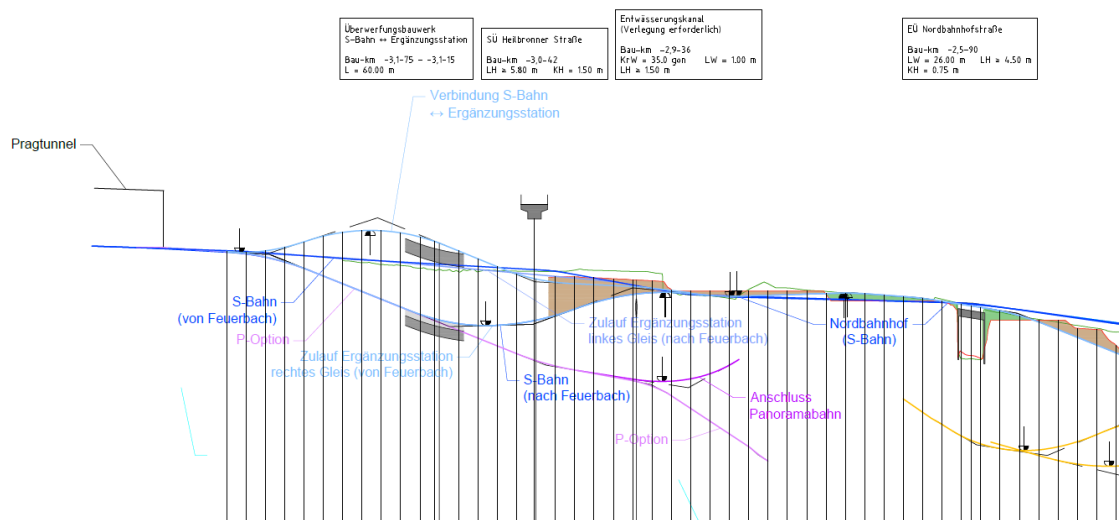 Überwerfungsbauwerk
S-Bahn ↔ Ergänzungsstation
Bau-km -3,1-75 - -3,1-15
L = 60.00 m
SÜ Heilbronner Straße
Bau-km -3,0-42
LH ≥ 5.80 m KH = 1.50 m
Entwässerungskanal
(Verlegung erforderlich)
Bau-km -2,9-36
KrW = 35.0 gon LW = 1.00 m
LH ≥ 1.50 m
EÜ Nordbahnhofstraße
Bau-km -2,5-90
LW = 26.00 m LH ≥ 4.50 m
KH = 0.75 m
Verbindung S-Bahn
↔ Ergänzungsstation
Pragtunnel
S-Bahn
(von Feuerbach)
P-Option
Zulauf Ergänzungsstation
rechtes Gleis (von Feuerbach)
S-Bahn
(nach Feuerbach)
Zulauf Ergänzungsstation
linkes Gleis (nach Feuerbach)
Nordbahnhof
(S-Bahn)
Anschluss
Panoramabahn
P-Option